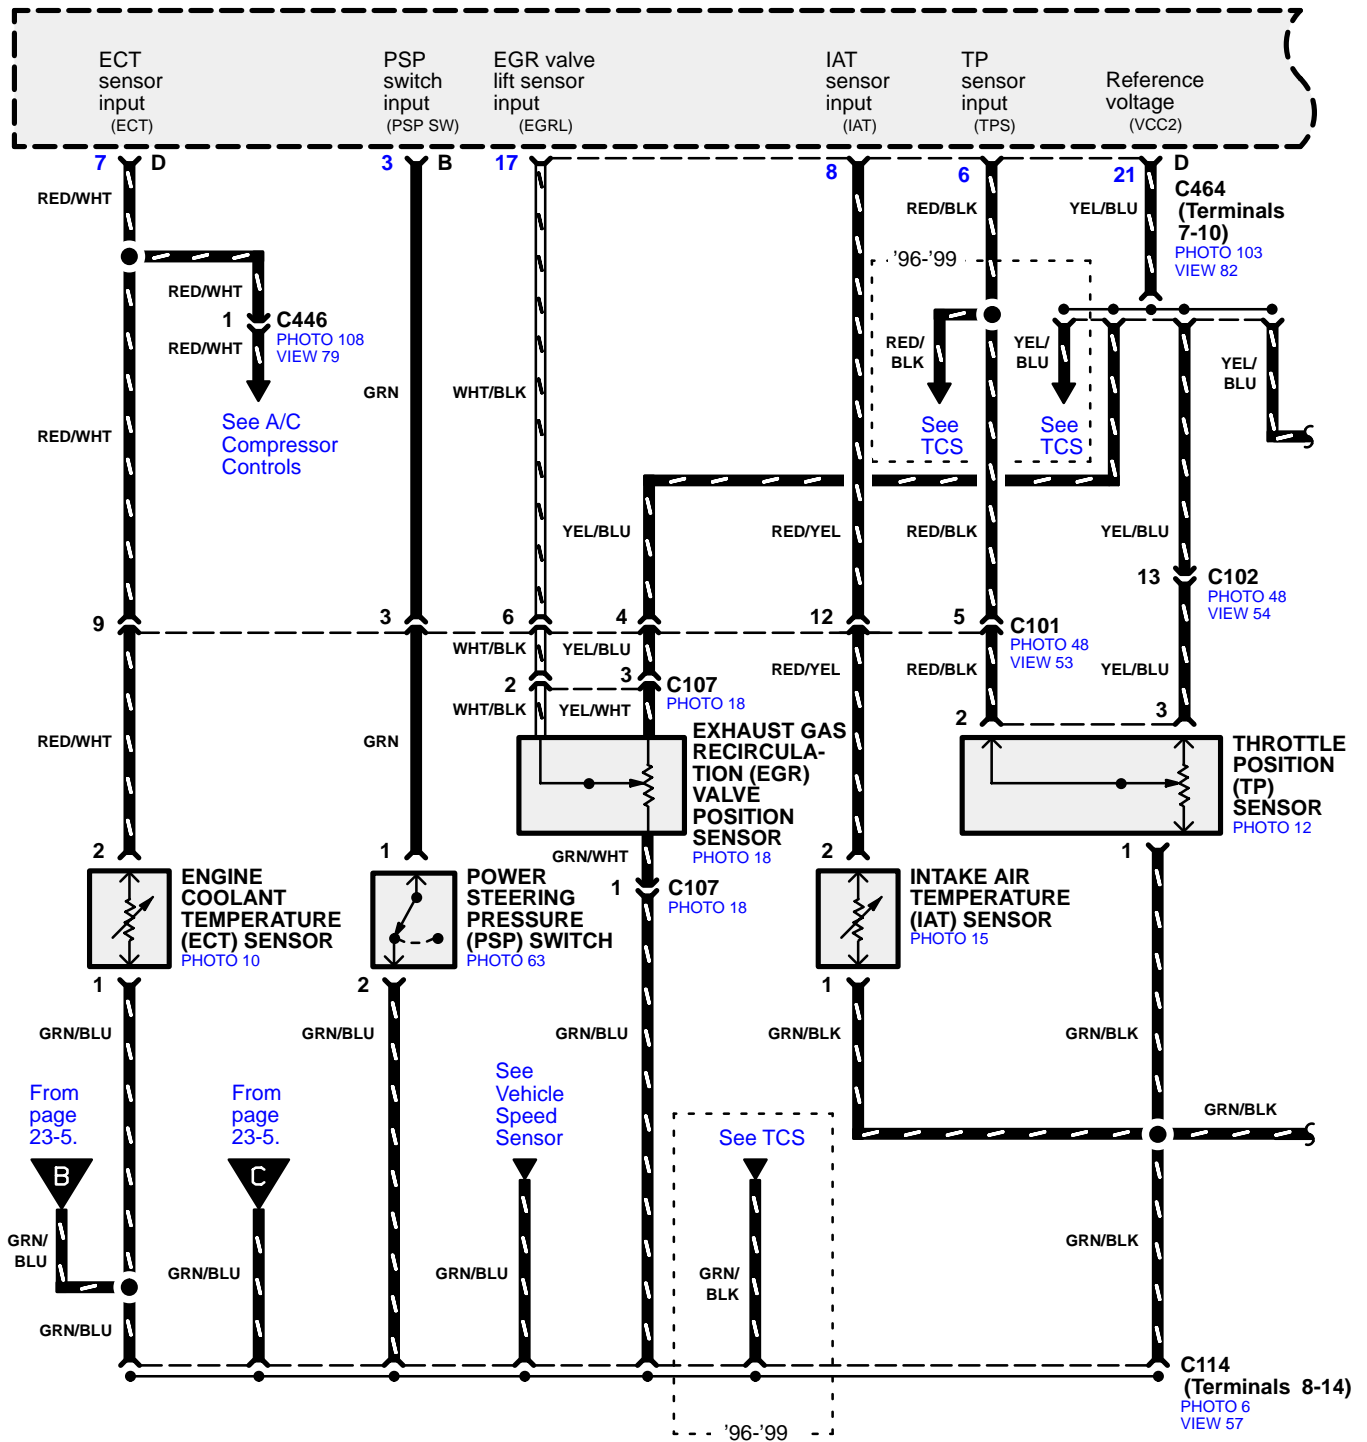 ECT
sensor
input
(ECT)
PSP
switch
input
(PSP SW)
EGR valve
lift sensor
input
(EGRL)
IAT
sensor
input
(IAT)
TP
sensor
input
(TPS)
Reference
voltage
(VCC2)
7 D
3 B
17
8
6
21 D
C464
(Terminals
7-10)
PHOTO 103
VIEW 82
RED/WHT
RED/BLK
YEL/BLU
'96-'99
RED/WHT
1 C446
PHOTO 108
VIEW 79
RED/WHT
See A/C
Compressor
Controls
RED/
BLK
YEL/
BLU
YEL/
BLU
See
TCS
See
TCS
GRN
WHT/BLK
RED/WHT
YEL/BLU
RED/YEL
RED/BLK
YEL/BLU
13 C102
PHOTO 48
VIEW 54
9
3
6
4
12
5
C101
PHOTO 48
VIEW 53
WHT/BLK
YEL/BLU
RED/YEL
RED/BLK
YEL/BLU
2
3
C107
PHOTO 18
WHT/BLK
YEL/WHT
2
3
RED/WHT
GRN
EXHAUST GAS
RECIRCULA-
TION (EGR)
VALVE
POSITION
SENSOR
PHOTO 18
THROTTLE
POSITION
(TP)
SENSOR
PHOTO 12
2
1
GRN/WHT
2
1
1 C107
PHOTO 18
ENGINE
COOLANT
TEMPERATURE
(ECT) SENSOR
PHOTO 10
POWER
STEERING
PRESSURE
(PSP) SWITCH
PHOTO 63
INTAKE AIR
TEMPERATURE
(IAT) SENSOR
PHOTO 15
1
2
1
GRN/BLU
GRN/BLU
GRN/BLU
GRN/BLK
GRN/BLK
From
page
23-5.
From
page
23-5.
See
Vehicle
Speed
Sensor
See TCS
GRN/BLK
B
C
GRN/
BLU
GRN/BLU
GRN/BLU
GRN/
BLK
GRN/BLK
GRN/BLU
C114
(Terminals 8-14)
PHOTO 6
VIEW 57
'96-'99